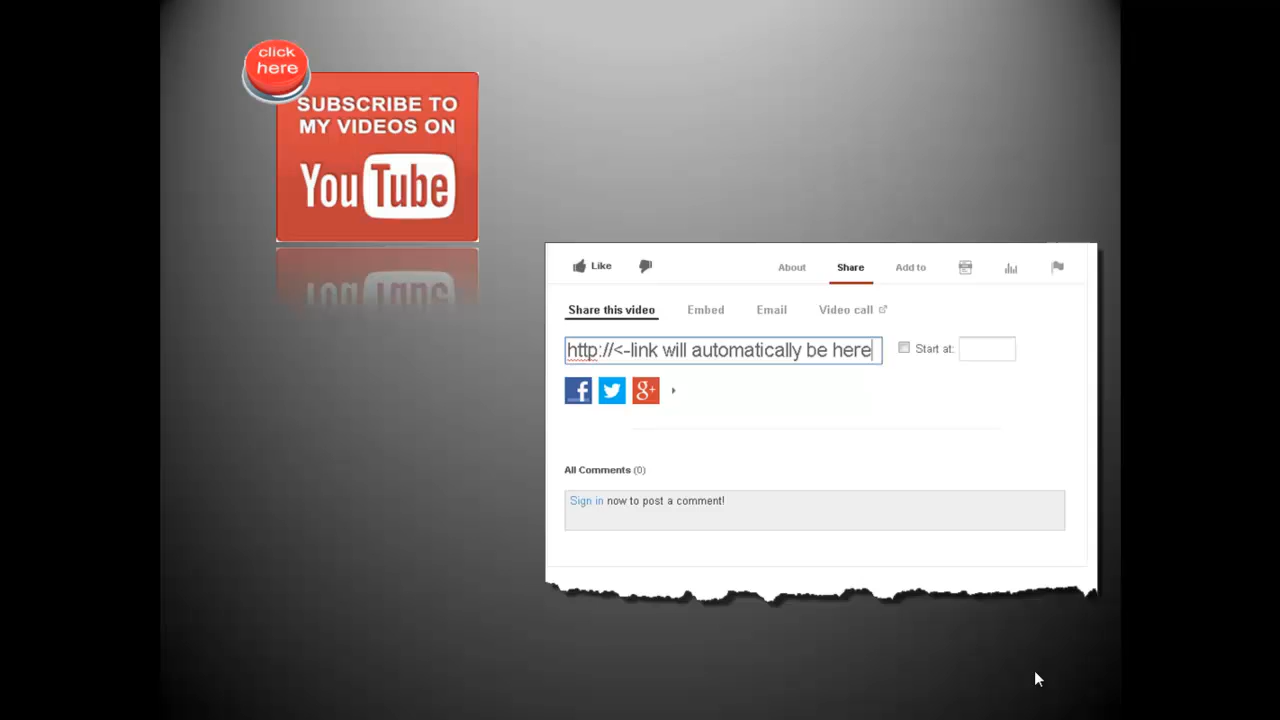 click
here
SUBSCRIBE TO
MY VIDEOS ON
YouTube
Like
About
Share
Add to
Share this video
Embed
Email
Video call
http://<-link will automatically be here
Start at:
f
g+
All Comments (0)
Sign in now to post a comment!